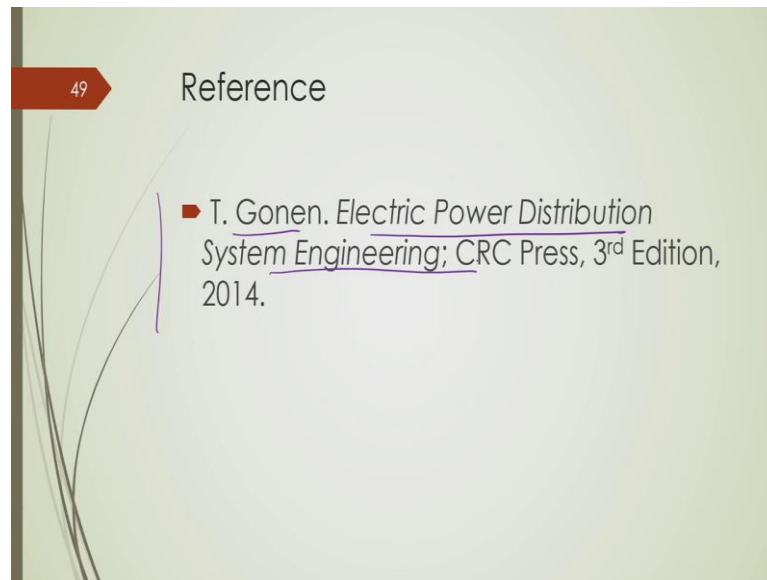 49
Reference
T. Gonen. Electric Power Distribution
System Engineering; CRC Press, 3rd Edition,
2014.